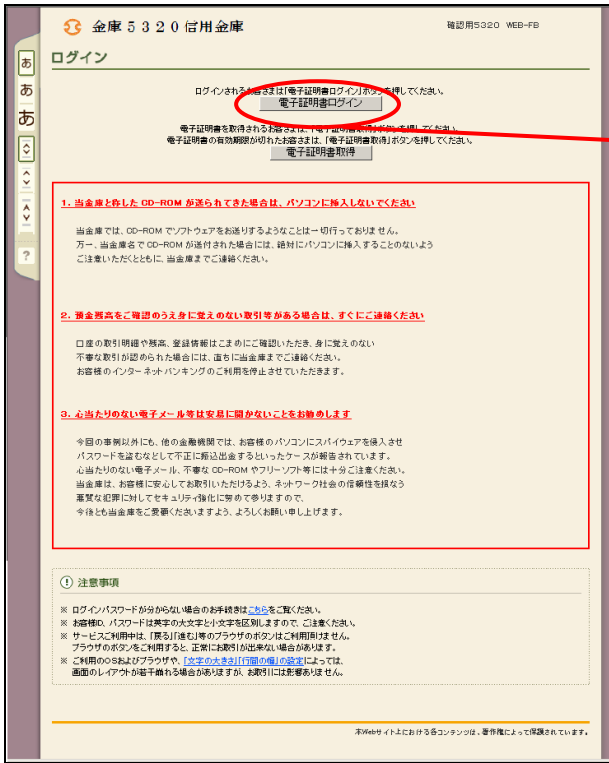 金庫５３２０信用金庫
確認用5320 WEB-FB
ログイン
あ
あ
あ
?
ログインされるお客さまは「電子証明書ログイン」ボタンを押してください。
電子証明書ログイン
電子証明書を取得されるお客さまは、「電子証明書取得」ボタンを押してください。
電子証明書の有効期限が切れたお客さまは、「電子証明書取得」ボタンを押してください。
電子証明書取得
1. 当金庫と称した CD-ROM が送られてきた場合は、パソコンに挿入しないでください
当金庫では、CD-ROM でソフトウェアをお送りするようなことは一切行っておりません。
万一、当金庫名で CD-ROM が送付された場合には、絶対にパソコンに挿入することのないよう
ご注意いただくとともに、当金庫までご連絡ください。
2. 預金残高をご確認のうえ身に覚えのない取引等がある場合は、すぐにご連絡ください
口座の取引明細や残高、登録情報はこまめにご確認いただき、身に覚えのない
不審な取引が認められた場合には、直ちに当金庫までご連絡ください。
お客様のインターネットバンキングのご利用を停止させていただきます。
3. 心当たりのない電子メール等は安易に開かないことをお勧めします
今回の事例以外にも、他の金融機関では、お客様のパソコンにスパイウェアを侵入させ
パスワードを盗むなどして不正に振込出金するといったケースが報告されています。
心当たりのない電子メール、不審な CD-ROM やフリーソフト等には十分ご注意ください。
当金庫は、お客様に安心してお取引いただけるよう、ネットワーク社会の信頼性を損なう
悪質な犯罪に対してセキュリティ強化に努めて参りますので、
今後とも当金庫をご愛顧くださいますよう、よろしくお願い申し上げます。
注意事項
※ ログインパスワードが分からない場合のお手続きはこちらをご覧ください。
※ お客様ID、パスワードは英字の大文字と小文字を区別しますので、ご注意ください。
※ サービスご利用中は、「戻る」「進む」等のブラウザのボタンはご利用頂けません。
ブラウザのボタンをご利用すると、正常にお取引が出来ない場合があります。
※ ご利用のOSおよびブラウザや、「文字の大きさ」「行間の幅」の設定によっては、
画面のレイアウトが若干崩れる場合がありますが、お取引には影響ありません。
本Webサイト上における各コンテンツは、著作権によって保護されています。